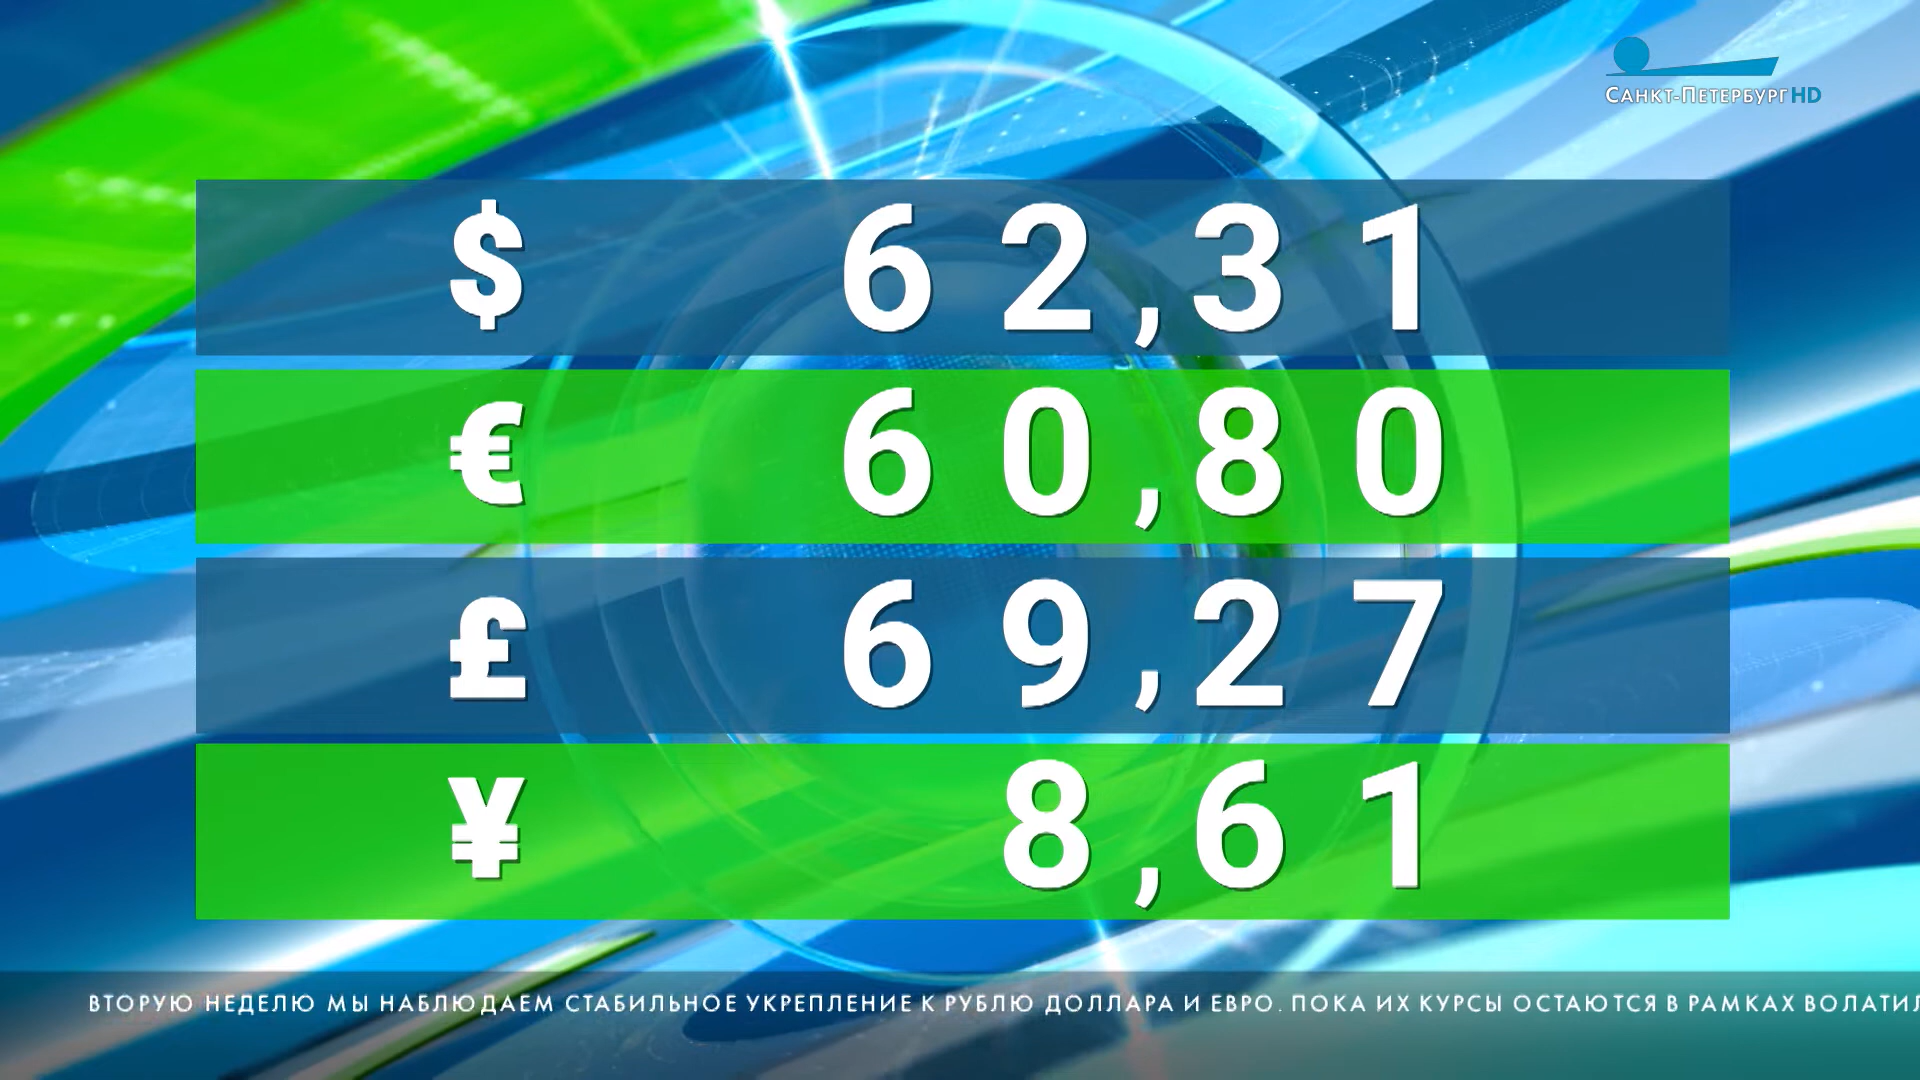 Санкт-Петербург HD
$ 62,31
€ 60,80
£ 69,27
¥ 8,61
ВТОРУЮ НЕДЕЛЮ МЫ НАБЛЮДАЕМ СТАБИЛЬНОЕ УКРЕПЛЕНИЕ К РУБЛЮ ДОЛЛАРА И ЕВРО. ПОКА ИХ КУРСЫ ОСТАЮТСЯ В РАМКАХ